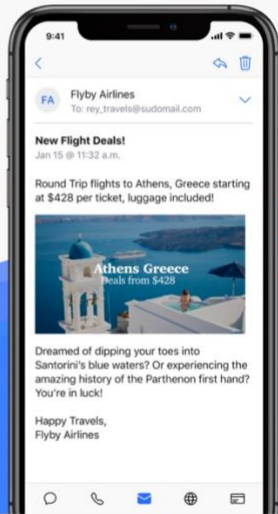 9:41
FA
Flyby Airlines
To: rey_travels@sudomail.com
New Flight Deals!
Jan 15 @ 11:32 a.m.
Round Trip flights to Athens, Greece starting
at $428 per ticket, luggage included!
Athens Greece
Deals from $428
Dreamed of dipping your toes into
Santorini's blue waters? Or experiencing the
amazing history of the Parthenon first hand?
You're in luck!
Happy Travels,
Flyby Airlines